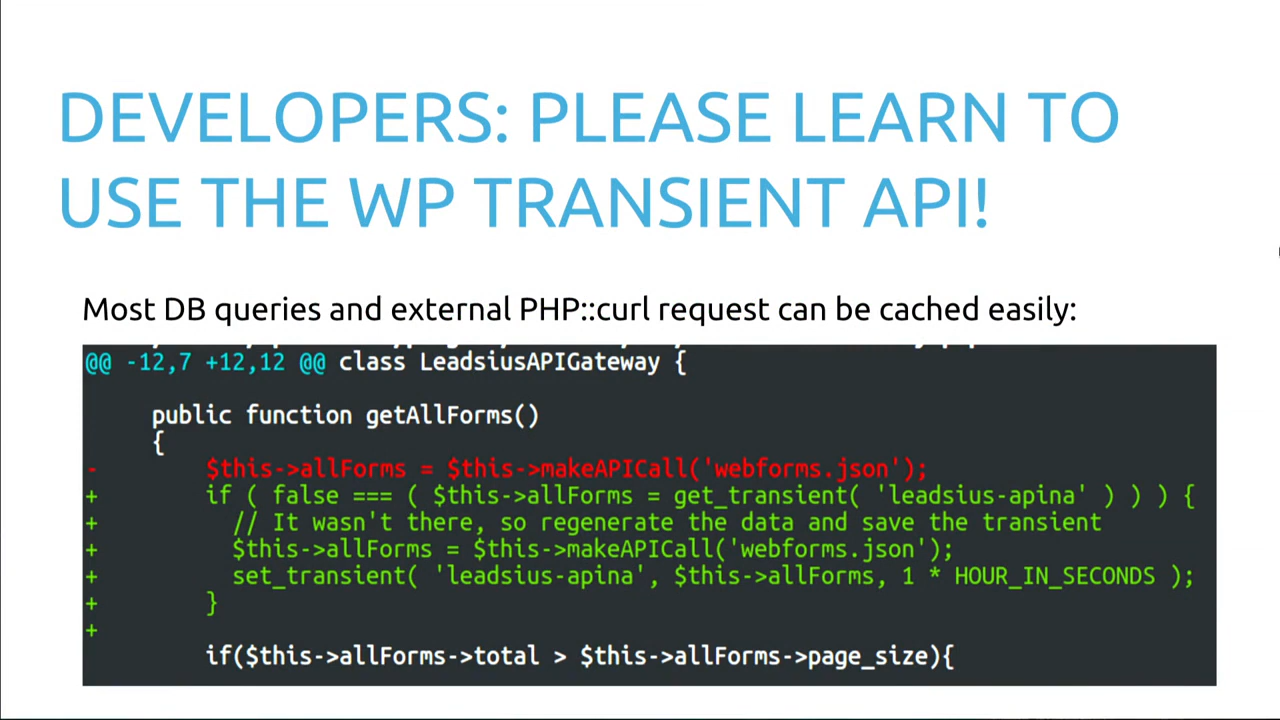 DEVELOPERS: PLEASE LEARN TO
USE THE WP TRANSIENT API!
Most DB queries and external PHP::curl request can be cached easily:
@@ -12,7 +12,12 @@ class LeadsiusAPIGateway {
public function getAllForms()
{
- $this->allForms = $this->makeAPICall('webforms.json');
+ if ( false === ( $this->allForms = get_transient( 'leadsius-apina' ) ) ) {
+ // It wasn't there, so regenerate the data and save the transient
+ $this->allForms = $this->makeAPICall('webforms.json');
+ set_transient( 'leadsius-apina', $this->allForms, 1 * HOUR_IN_SECONDS );
+ }
+
if($this->allForms->total > $this->allForms->page_size){